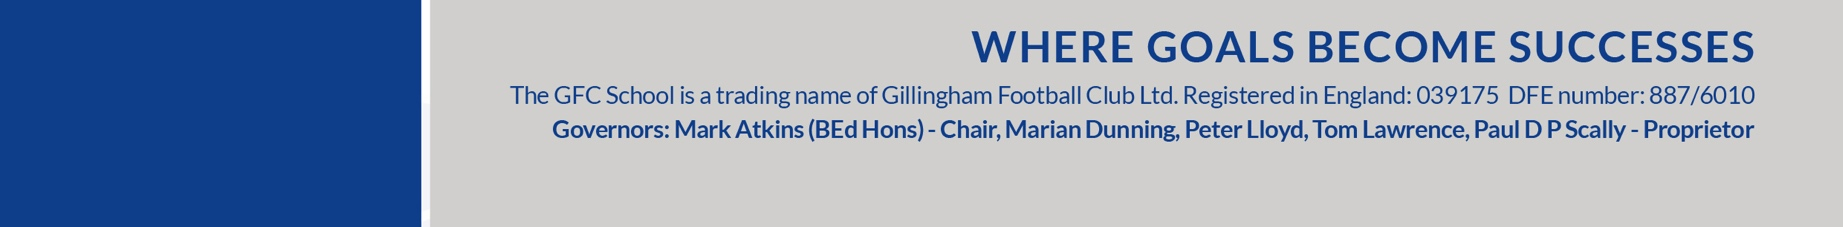 WHERE GOALS BECOME SUCCESSES
The GFC School is a trading name of Gillingham Football Club Ltd. Registered in England: 039175 DFE number: 887/6010
Governors: Mark Atkins (BEd Hons) - Chair, Marian Dunning, Peter Lloyd, Tom Lawrence, Paul D P Scally - Proprietor